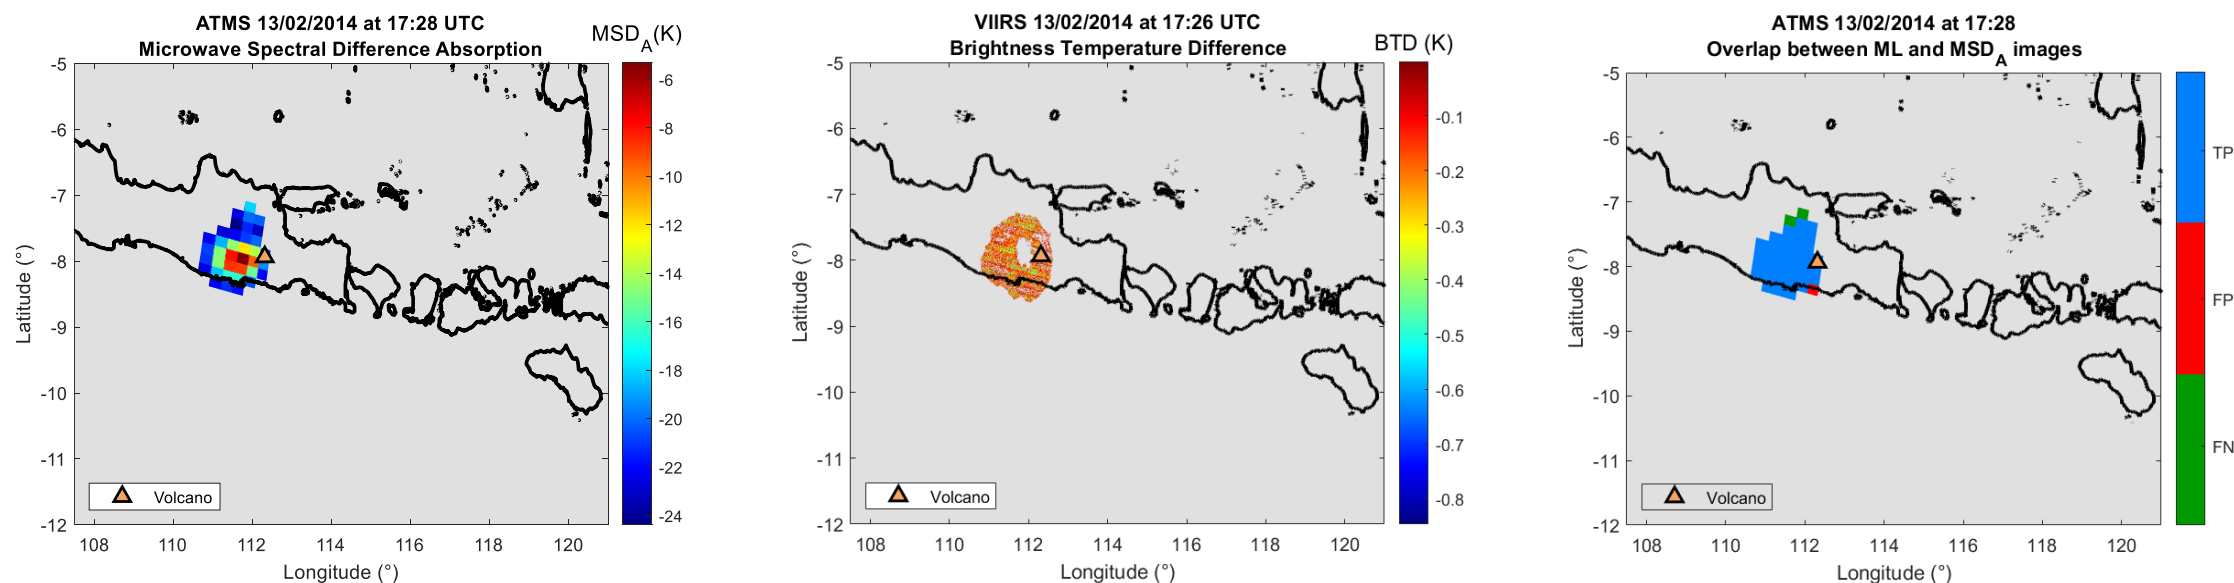 ATMS 13/02/2014 at 17:28 UTC
Microwave Spectral Difference Absorption
MSD_A(K)
-5
-6
-7
-8
-9
-10
-11
-12
Latitude (°)
108 110 112 114 116 118 120
Longitude (°)
Volcano
-6
-8
-10
-12
-14
-16
-18
-20
-22
-24
VIIRS 13/02/2014 at 17:26 UTC
Brightness Temperature Difference
BTD (K)
-5
-6
-7
-8
-9
-10
-11
-12
Latitude (°)
108 110 112 114 116 118 120
Longitude (°)
Volcano
-0.1
-0.2
-0.3
-0.4
-0.5
-0.6
-0.7
-0.8
ATMS 13/02/2014 at 17:28
Overlap between ML and MSD_A images
-5
-6
-7
-8
-9
-10
-11
-12
Latitude (°)
108 110 112 114 116 118 120
Longitude (°)
Volcano
TP
FP
FN